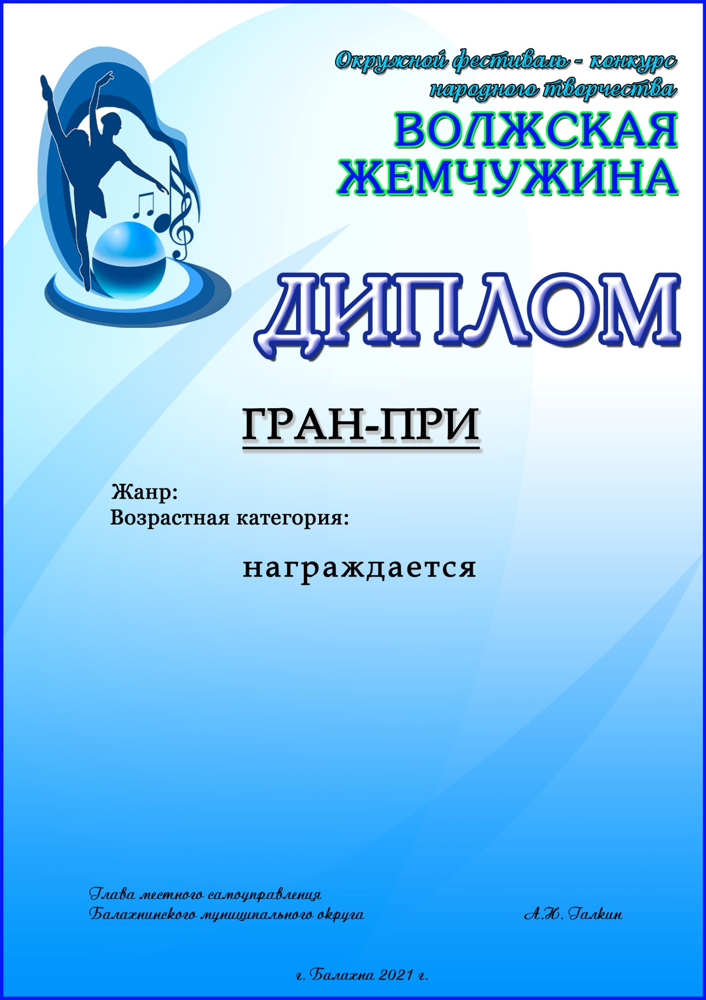 Окружной фестиваль - конкурс
народного творчества
ВОЛЖСКАЯ
ЖЕМЧУЖИНА
ДИПЛОМ
ГРАН-ПРИ
Жанр:
Возрастная категория:
награждается
Глава местного самоуправления
Балахнинского муниципального округа
А.Н. Галкин
г. Балахна 2021 г.